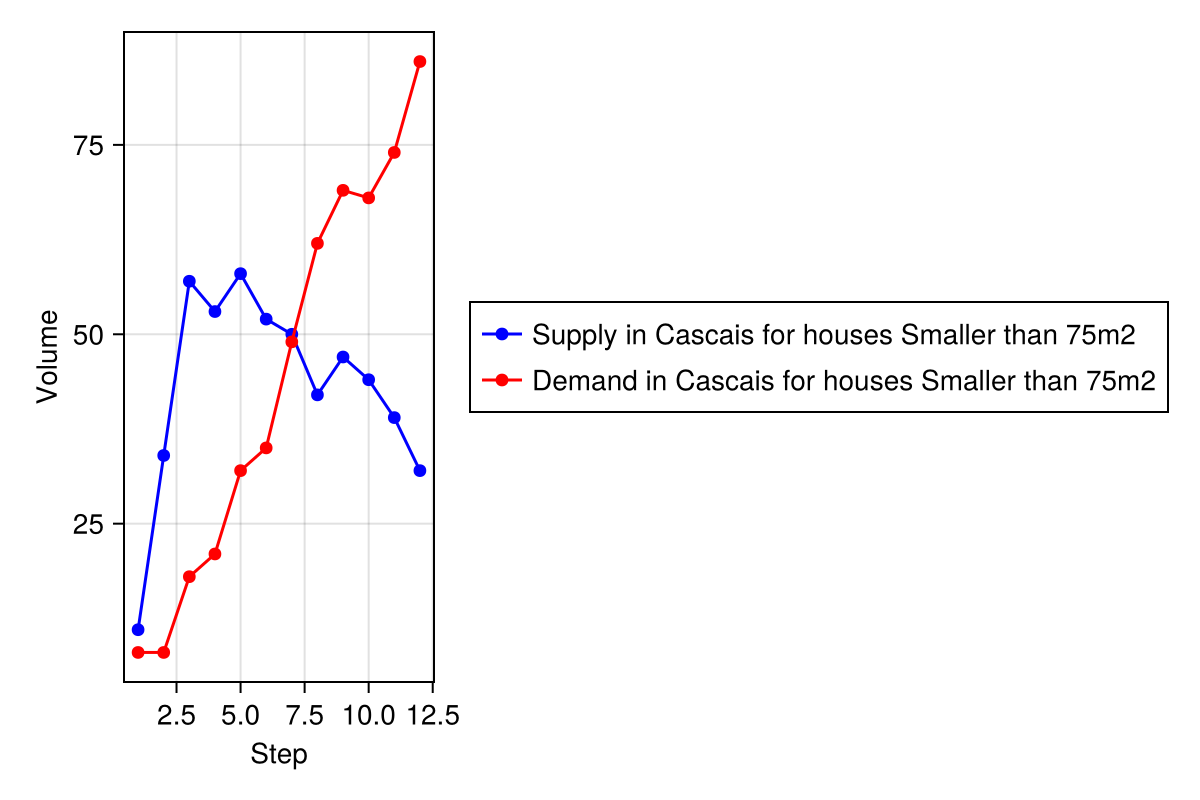 75
50
25
Volume
2.5 5.0 7.5 10.0 12.5
Step
Supply in Cascais for houses Smaller than 75m2
Demand in Cascais for houses Smaller than 75m2